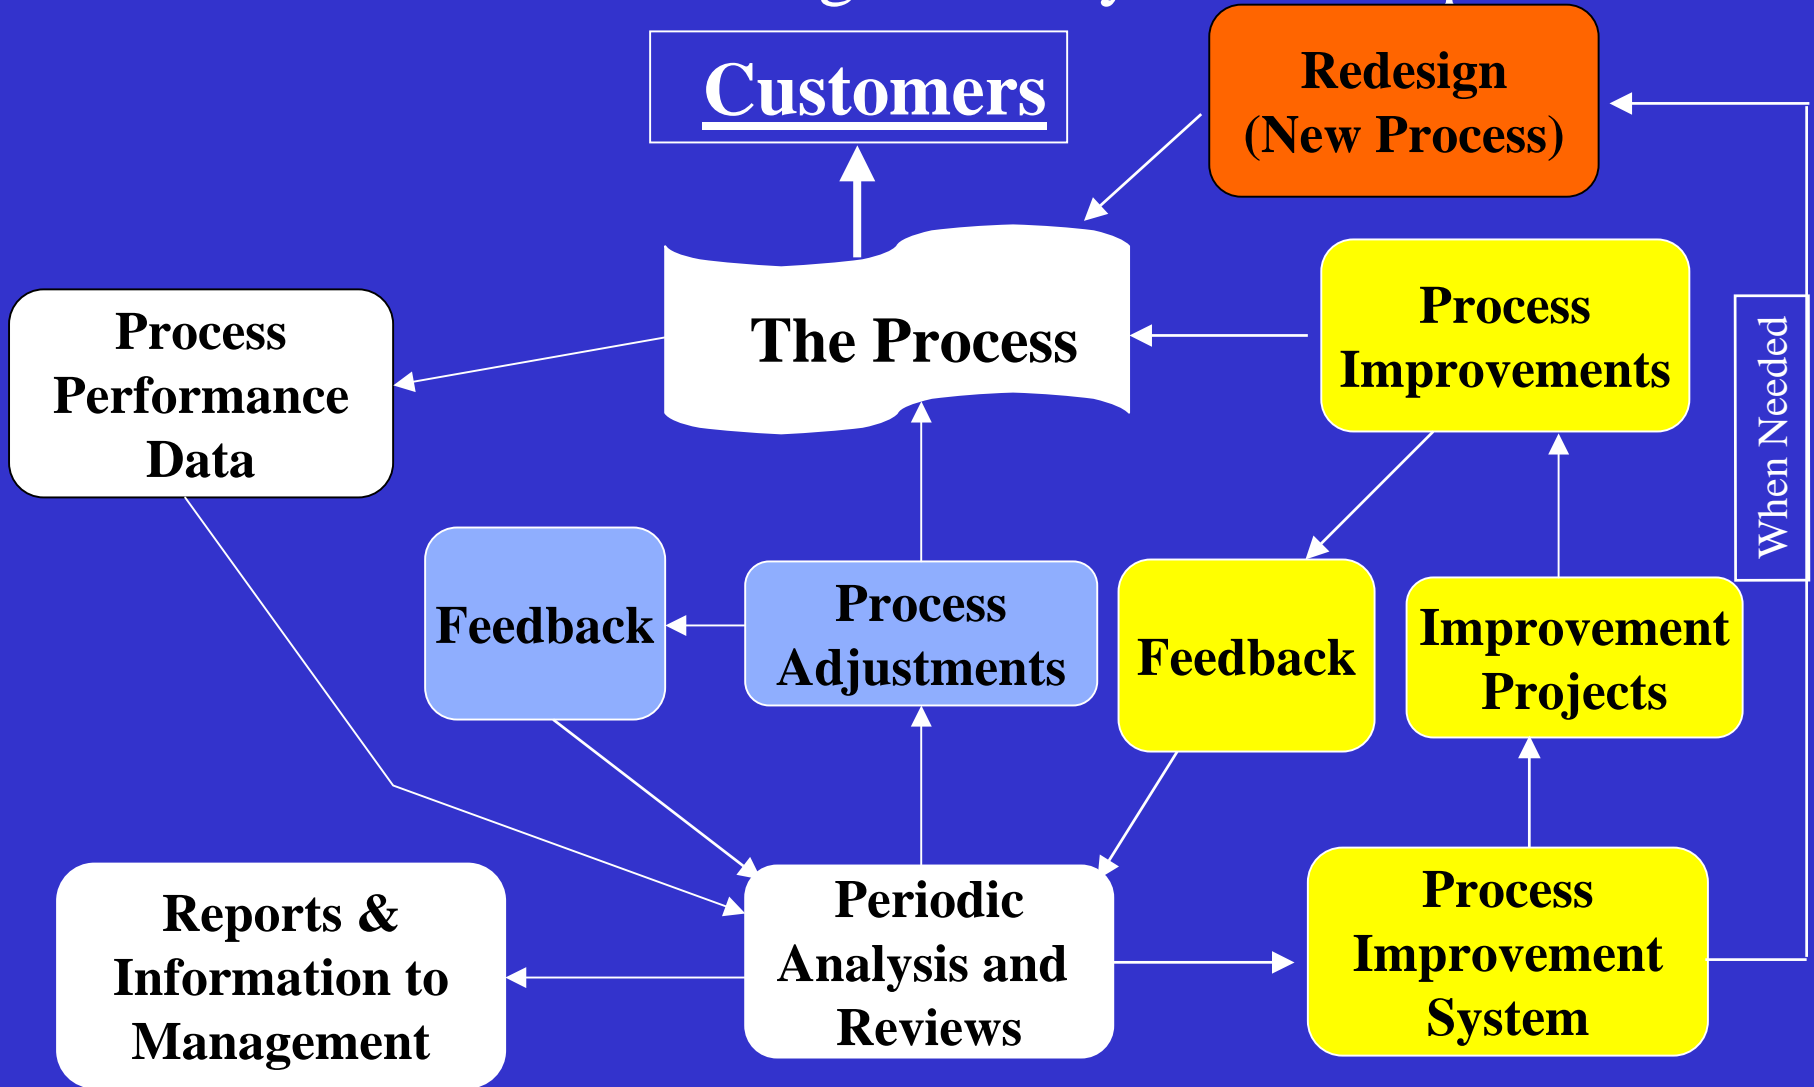 Customers
Redesign
(New Process)
The Process
Process
Improvements
Process
Performance
Data
When Needed
Feedback
Process
Adjustments
Feedback
Improvement
Projects
Reports &
Information to
Management
Periodic
Analysis and
Reviews
Process
Improvement
System